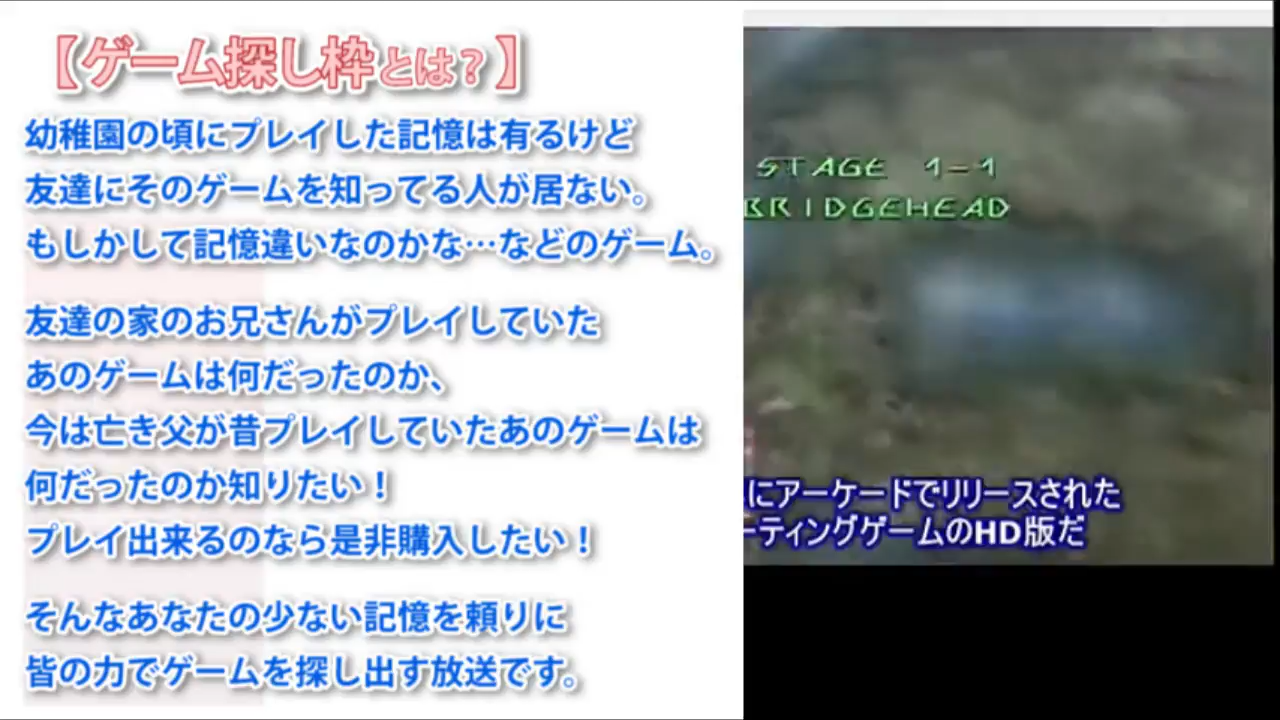 【ゲーム探し枠とは？】
幼稚園の頃にプレイした記憶は有るけど
友達にそのゲームを知ってる人が居ない。
もしかして記憶違いなのかな…などのゲーム。
友達の家のお兄さんがプレイしていた
あのゲームは何だったのか、
今は亡き父が昔プレイしていたあのゲームは
何だったのか知りたい！
プレイ出来るのなら是非購入したい！
そんなあなたの少ない記憶を頼りに
皆の力でゲームを探し出す放送です。
STAGE 1-1
BRIDGEHEAD
にアーケードでリリースされた
ーティングゲームのHD版だ